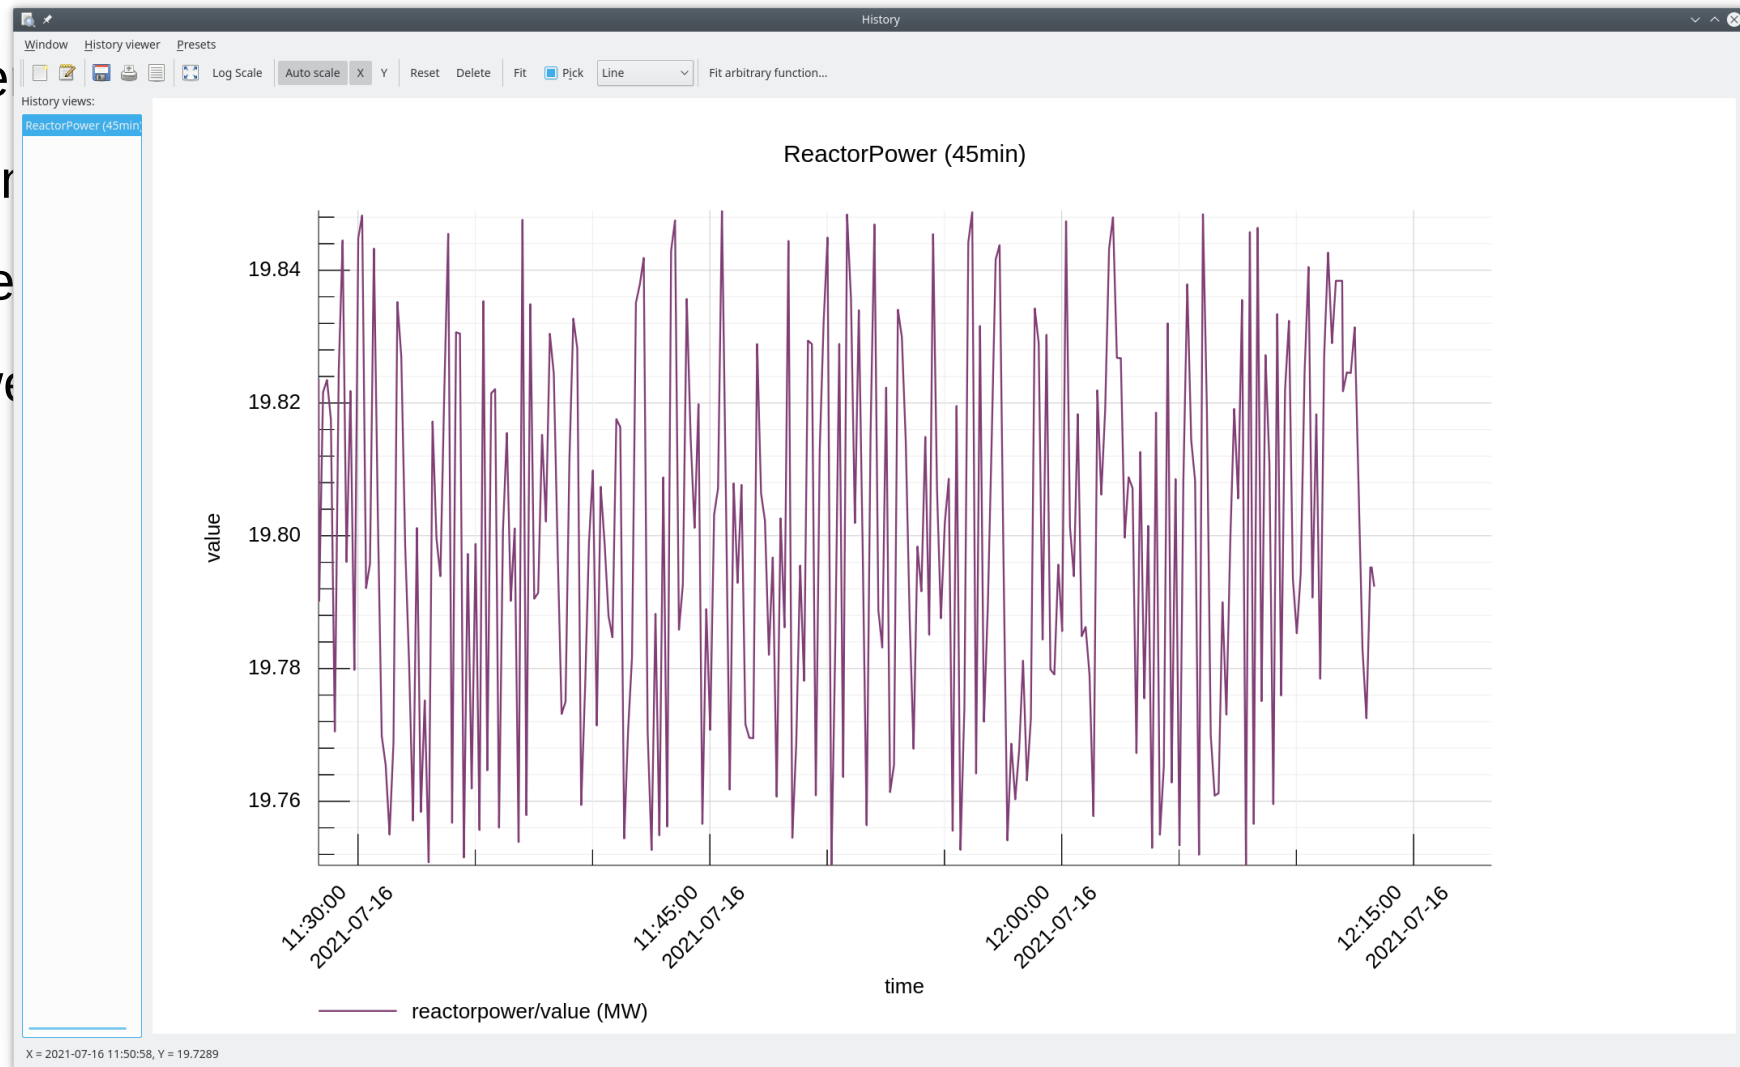 History
Window History viewer Presets
Log Scale Auto scale X Y Reset Delete Fit Pick Line Fit arbitrary function...
History views:
ReactorPower (45min)
ReactorPower (45min)
19.84
19.82
19.80
19.78
19.76
value
11:30:00
2021-07-16
11:45:00
2021-07-16
12:00:00
2021-07-16
12:15:00
2021-07-16
time
reactorpower/value (MW)
X = 2021-07-16 11:50:58, Y = 19.7289